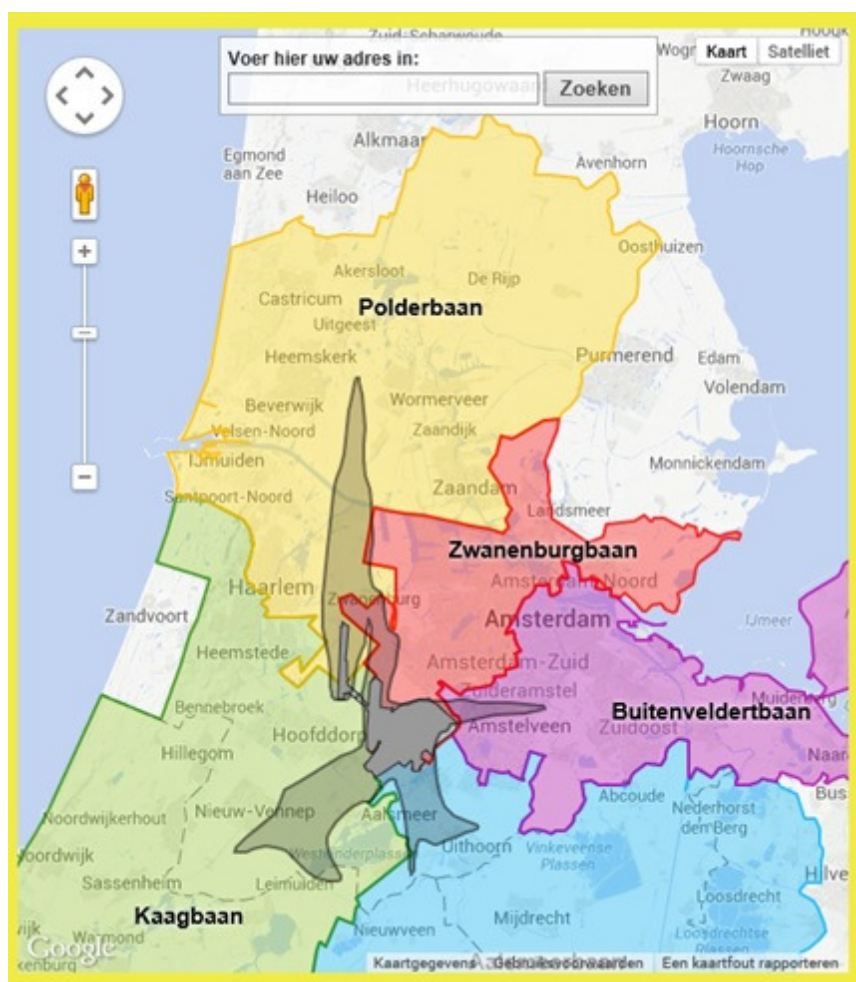 Zuid-Scharwoude
Voer hier uw adres in:
Zoeken
Kaart
Satelliet
Zwaag
Heerhugowaard
Hoorn
Hoornsche
Hop
Alkmaar
Egmond
aan Zee
Avenhorn
Heiloo
Oosthuizen
Akersloot
De Rijp
Castricum
Polderbaan
Uitgeest
Heemskerk
Purmerend
Edam
Volendam
Beverwijk
Wormerveer
Velsen-Noord
Zaandijk
IJmuiden
Monnickendam
Santpoort-Noord
Zaandam
Landsmeer
Zwanenburgbaan
Haarlem
Amsterdam-Noord
Zwanenburg
Zandvoort
Amsterdam
IJmeer
Heemstede
Amsterdam-Zuid
Zuideramstel
Muiderberg
Bennebroek
Buitenveldertbaan
Amstelveen
Zuidoost
Hoofddorp
Hillegom
Naar
Abcoude
Bus
Nederhorst
den Berg
Noordwijkerhout
Nieuw-Vennep
Aalsmeer
Uithoorn
Vinkeveense
Plassen
Noordwijk
Westeinderplassen
Hilve
Sassenheim
Leimuiden
Loosdrecht
Kaagbaan
Mijdrecht
Nieuwveen
Loosdrechtse
Plassen
Warmond
Google
Kaartgegevens
Gebruiksvoorwaarden
Een kaartfout rapporteren